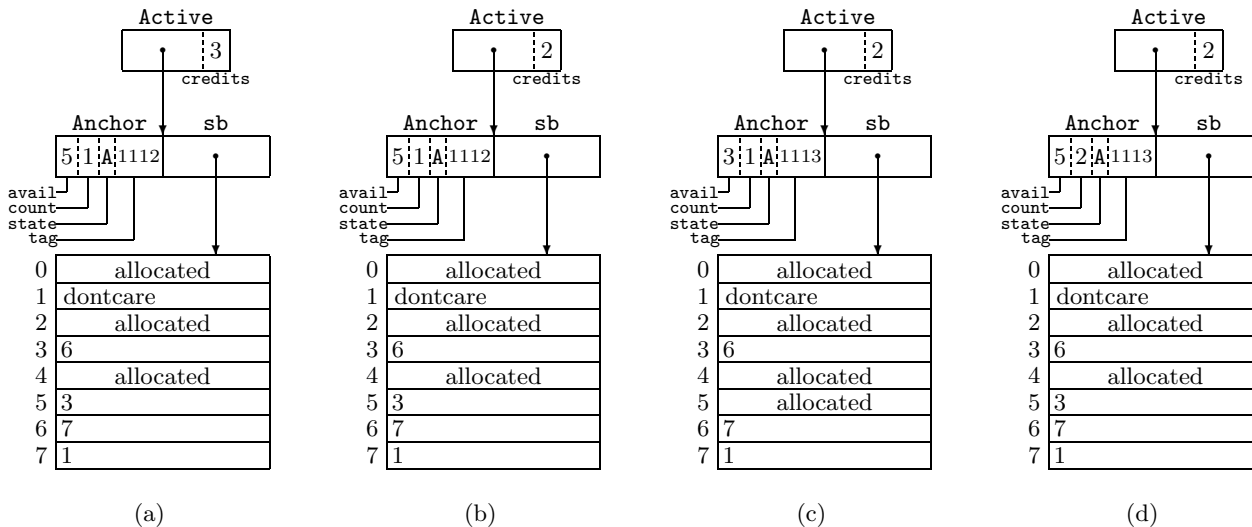 Active Active Active Active
3 2 2 2
credits credits credits credits
Anchor sb Anchor sb Anchor sb Anchor sb
5 1 A 1112 5 1 A 1112 3 1 A 1113 5 2 A 1113
avail avail avail avail
count count count count
state state state state
tag tag tag tag
0 allocated 0 allocated 0 allocated 0 allocated
1 dontcare 1 dontcare 1 dontcare 1 dontcare
2 allocated 2 allocated 2 allocated 2 allocated
3 6 3 6 3 6 3 6
4 allocated 4 allocated 4 allocated 4 allocated
5 3 5 3 5 allocated 5 3
6 7 6 7 6 7 6 7
7 1 7 1 7 1 7 1
(a) (b) (c) (d)